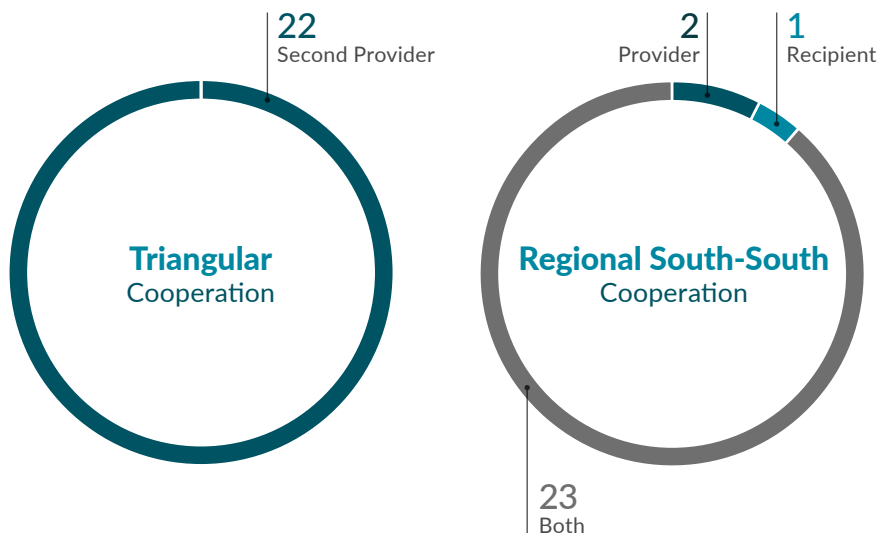 22
Second Provider
Triangular
Cooperation
2
Provider
1
Recipient
Regional South-South
Cooperation
23
Both